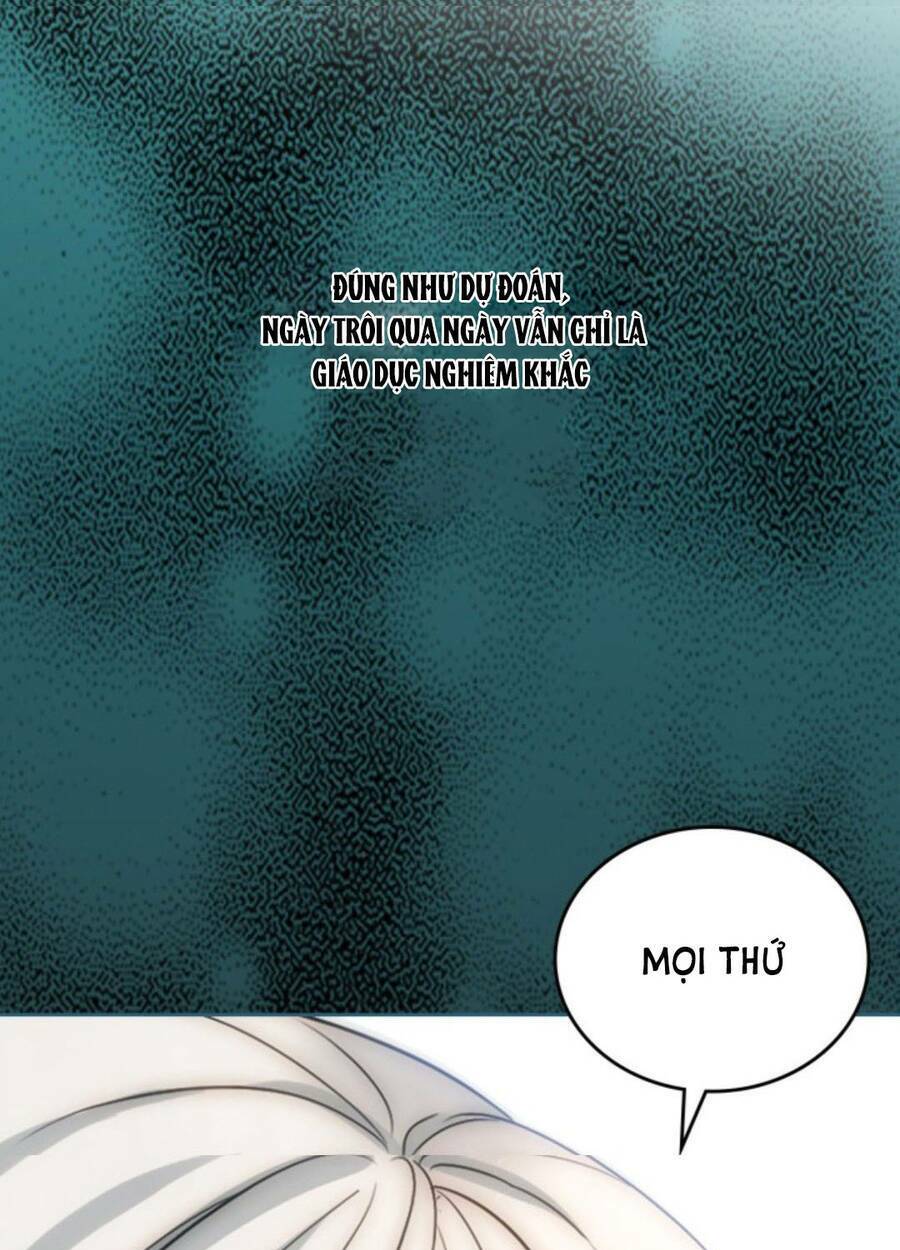 ĐÚNG NHƯ DỰ ĐOÁN,
NGÀY TRÔI QUA NGÀY VẪN CHỈ LÀ
GIÁO DỤC NGHIÊM KHẮC
MỌI THỨ